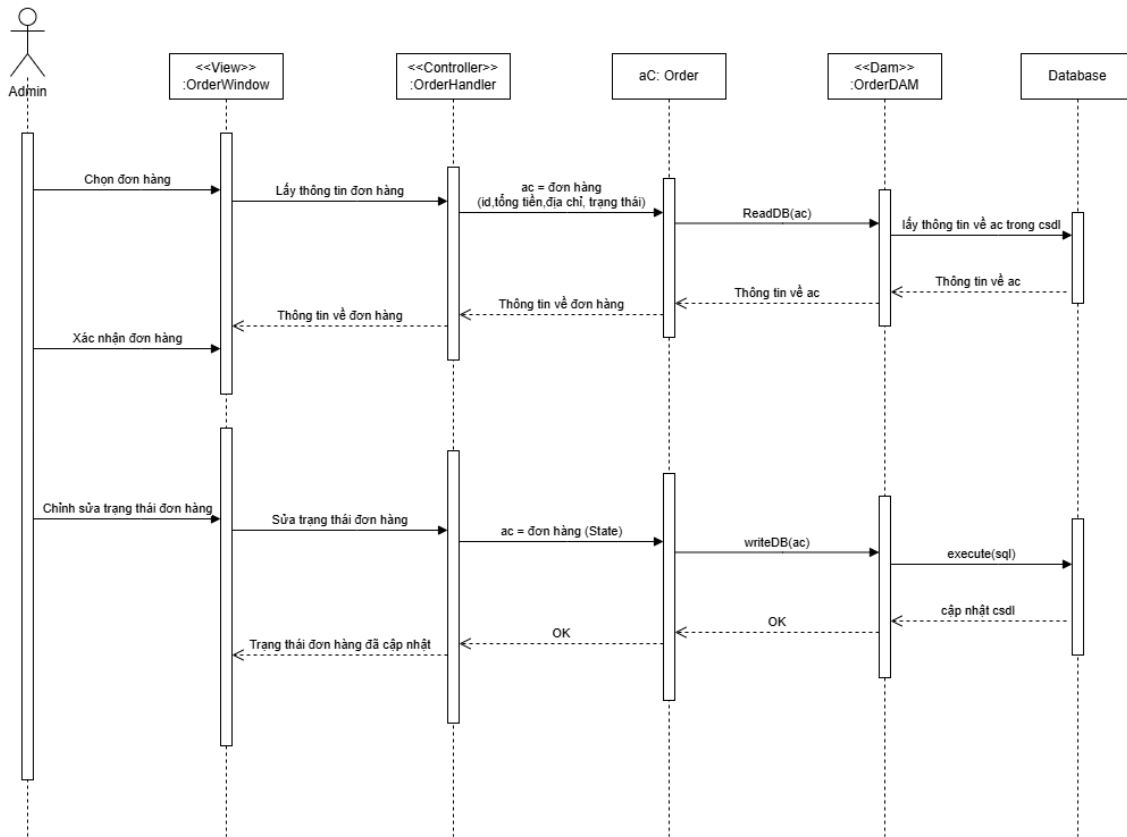 Admin
<<View>>
:OrderWindow
<<Controller>>
:OrderHandler
aC: Order
<<Dam>>
:OrderDAM
Database
Chọn đơn hàng
Lấy thông tin đơn hàng
ac = đơn hàng
(id,tổng tiền,địa chỉ, trạng thái)
ReadDB(ac)
lấy thông tin về ac trong csdl
Thông tin về ac
Thông tin về ac
Thông tin về đơn hàng
Thông tin về đơn hàng
Xác nhận đơn hàng
Chỉnh sửa trạng thái đơn hàng
Sửa trạng thái đơn hàng
ac = đơn hàng (State)
writeDB(ac)
execute(sql)
cập nhật csdl
OK
OK
Trạng thái đơn hàng đã cập nhật